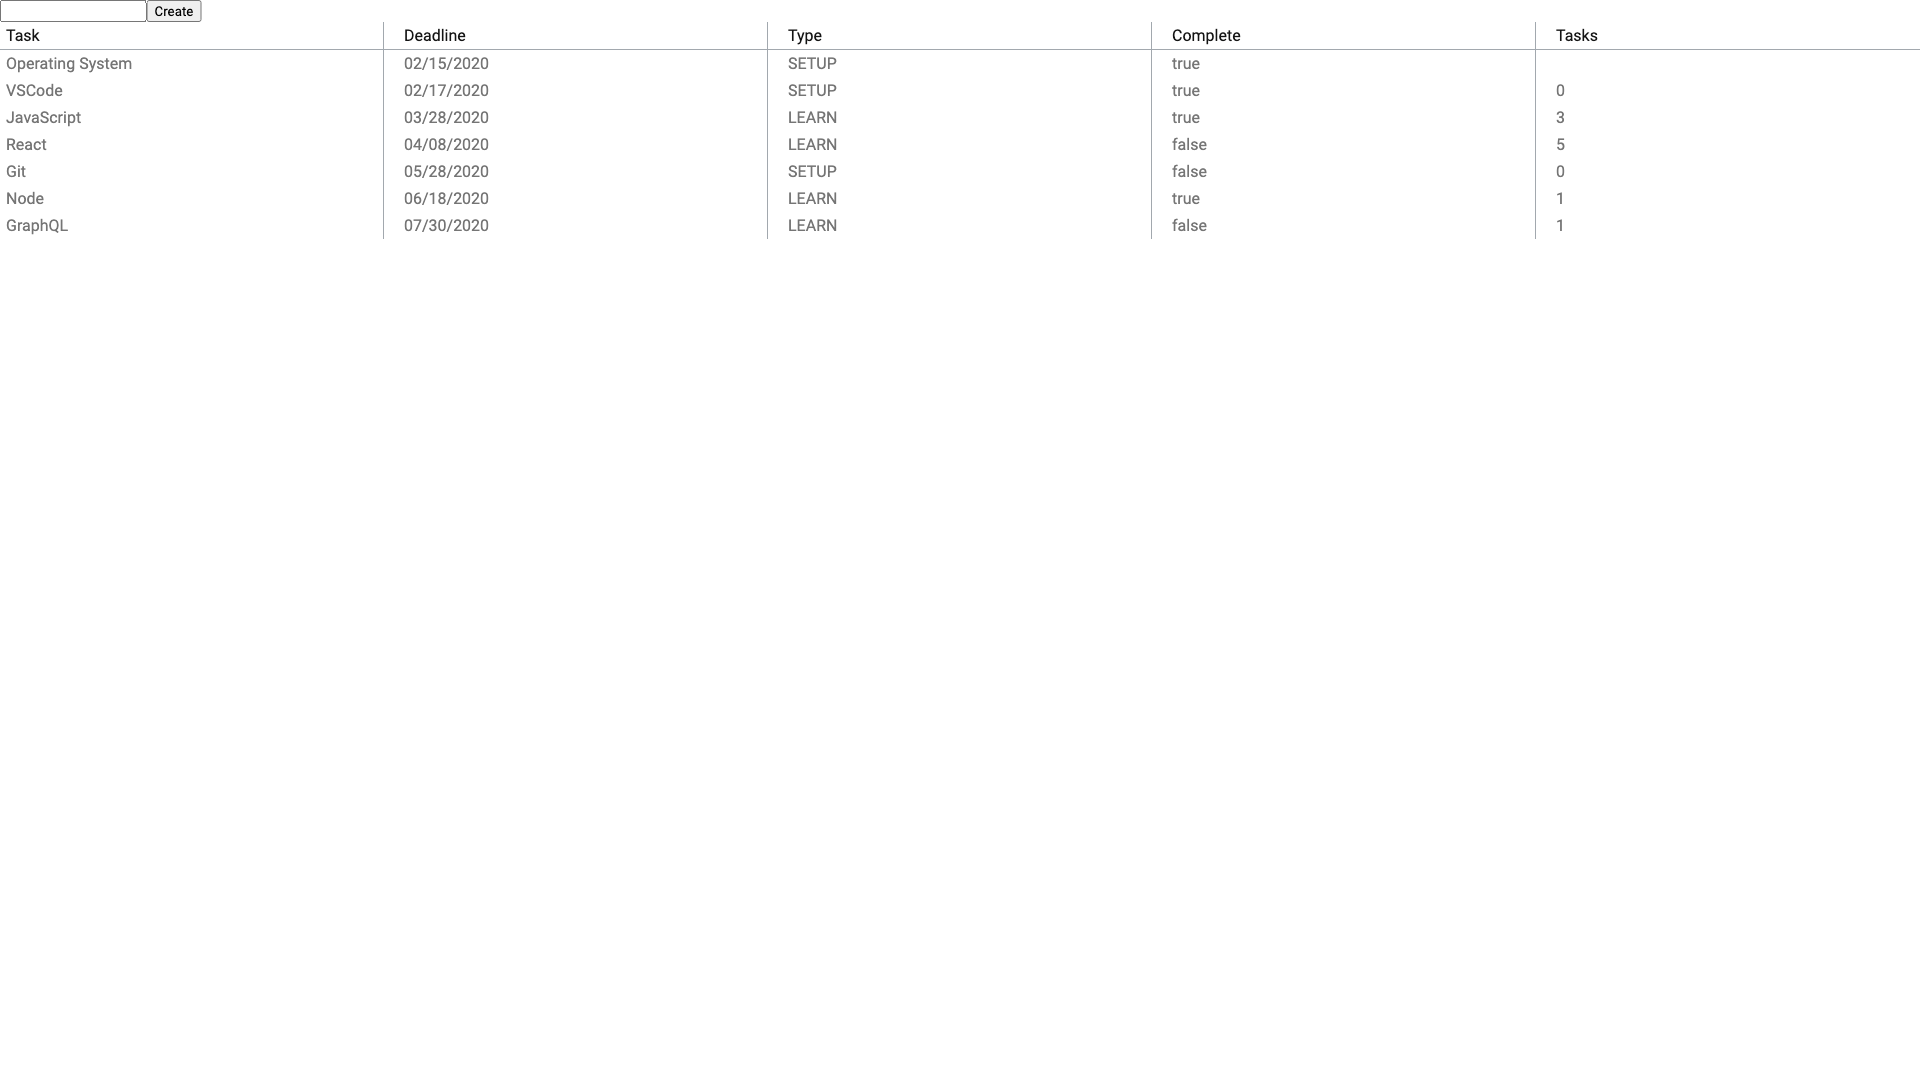 Create
Task Deadline Type Complete Tasks
Operating System 02/15/2020 SETUP true
VSCode 02/17/2020 SETUP true 0
JavaScript 03/28/2020 LEARN true 3
React 04/08/2020 LEARN false 5
Git 05/28/2020 SETUP false 0
Node 06/18/2020 LEARN true 1
GraphQL 07/30/2020 LEARN false 1